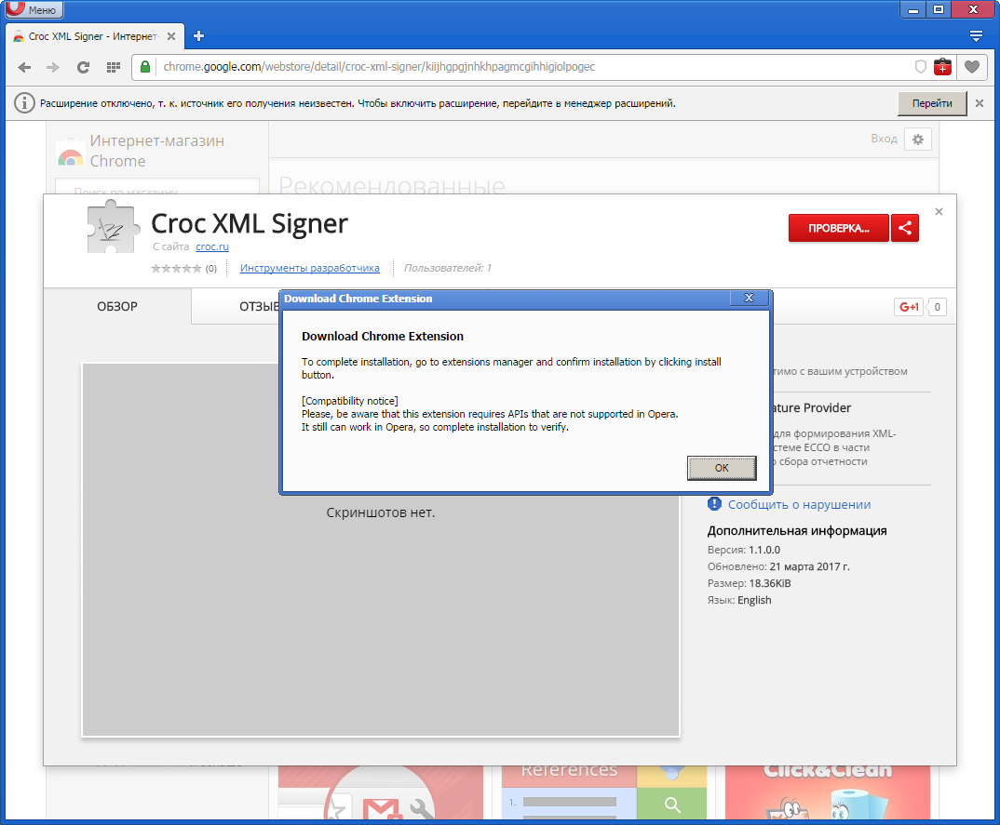 Меню
Croc XML Signer - Интернет-
chrome.google.com/webstore/detail/croc-xml-signer/kiijhgpgjnhkhpagmcgihhigiolpogec
Расширение отключено, т. к. источник его получения неизвестен. Чтобы включить расширение, перейдите в менеджер расширений.
Перейти
Интернет-магазин
Chrome
Вход
Поиск по магазину
Рекомендованные
Croc XML Signer
С сайта croc.ru
(0) Инструменты разработчика Пользователей: 1
ПРОВЕРКА...
ОБЗОР
ОТЗЫВ
G+1 0
Download Chrome Extension
Download Chrome Extension
To complete installation, go to extensions manager and confirm installation by clicking install
button.
[Compatibility notice]
Please, be aware that this extension requires APIs that are not supported in Opera.
It still can work in Opera, so complete installation to verify.
OK
Скриншотов нет.
тимо с вашим устройством
ature Provider
для формирования XML-
стеме ЕССО в части
сбора отчетности
Сообщить о нарушении
Дополнительная информация
Версия: 1.1.0.0
Обновлено: 21 марта 2017 г.
Размер: 18.36KiB
Язык: English
References
1.
Click&Clean